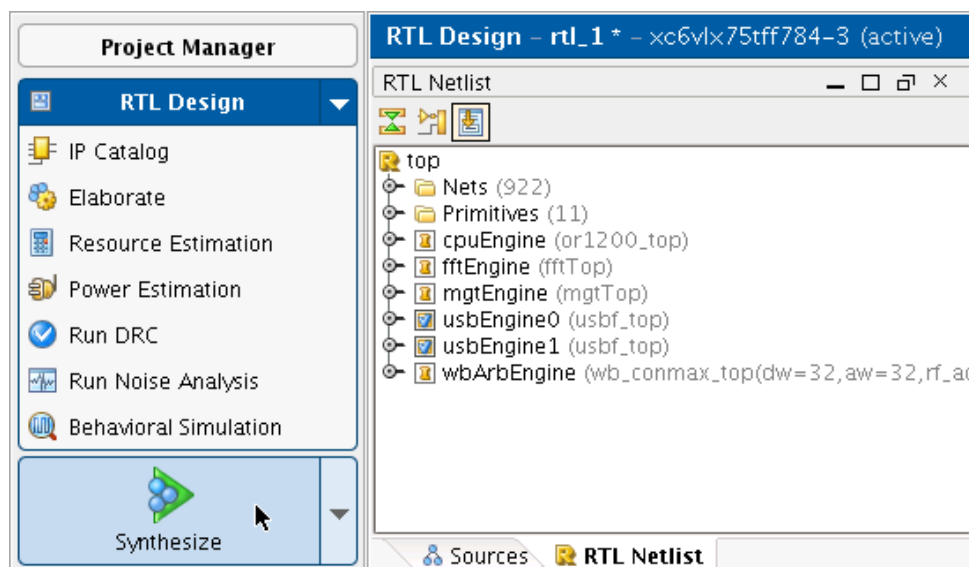 Project Manager
RTL Design
IP Catalog
Elaborate
Resource Estimation
Power Estimation
Run DRC
Run Noise Analysis
Behavioral Simulation
Synthesize
RTL Design - rtl_1 * - xc6vlx75tff784-3 (active)
RTL Netlist
top
Nets (922)
Primitives (11)
cpuEngine (or1200_top)
fftEngine (fftTop)
mgtEngine (mgtTop)
usbEngine0 (usbf_top)
usbEngine1 (usbf_top)
wbArbEngine (wb_conmax_top(dw=32,aw=32,rf_ad
Sources RTL Netlist